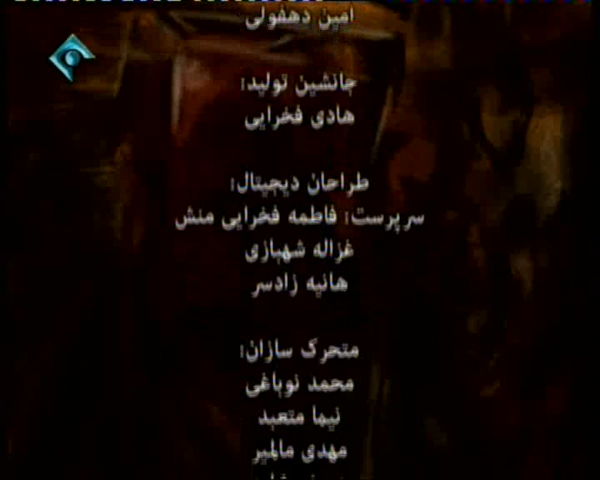 امین دهقولی
جانشین تولید:
هادی فخرایی
طراحان دیجیتال:
سرپرست: فاطمه فخرایی منش
غزاله شهبازی
هانیه زادسر
متحرک سازان:
محمد نوباغی
نیما متعبد
مهدی مالمیر